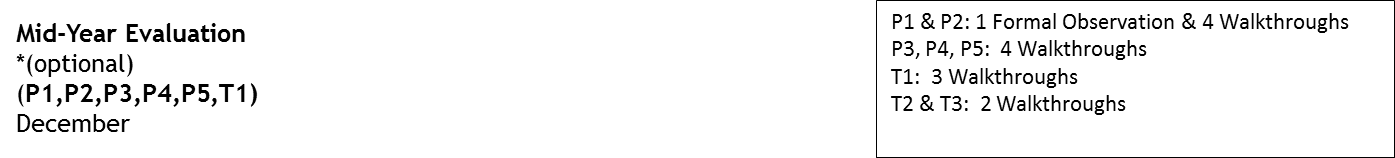 Mid-Year Evaluation
*(optional)
(P1,P2,P3,P4,P5,T1)
December
P1 & P2: 1 Formal Observation & 4 Walkthroughs
P3, P4, P5:  4 Walkthroughs
T1:  3 Walkthroughs
T2 & T3:  2 Walkthroughs